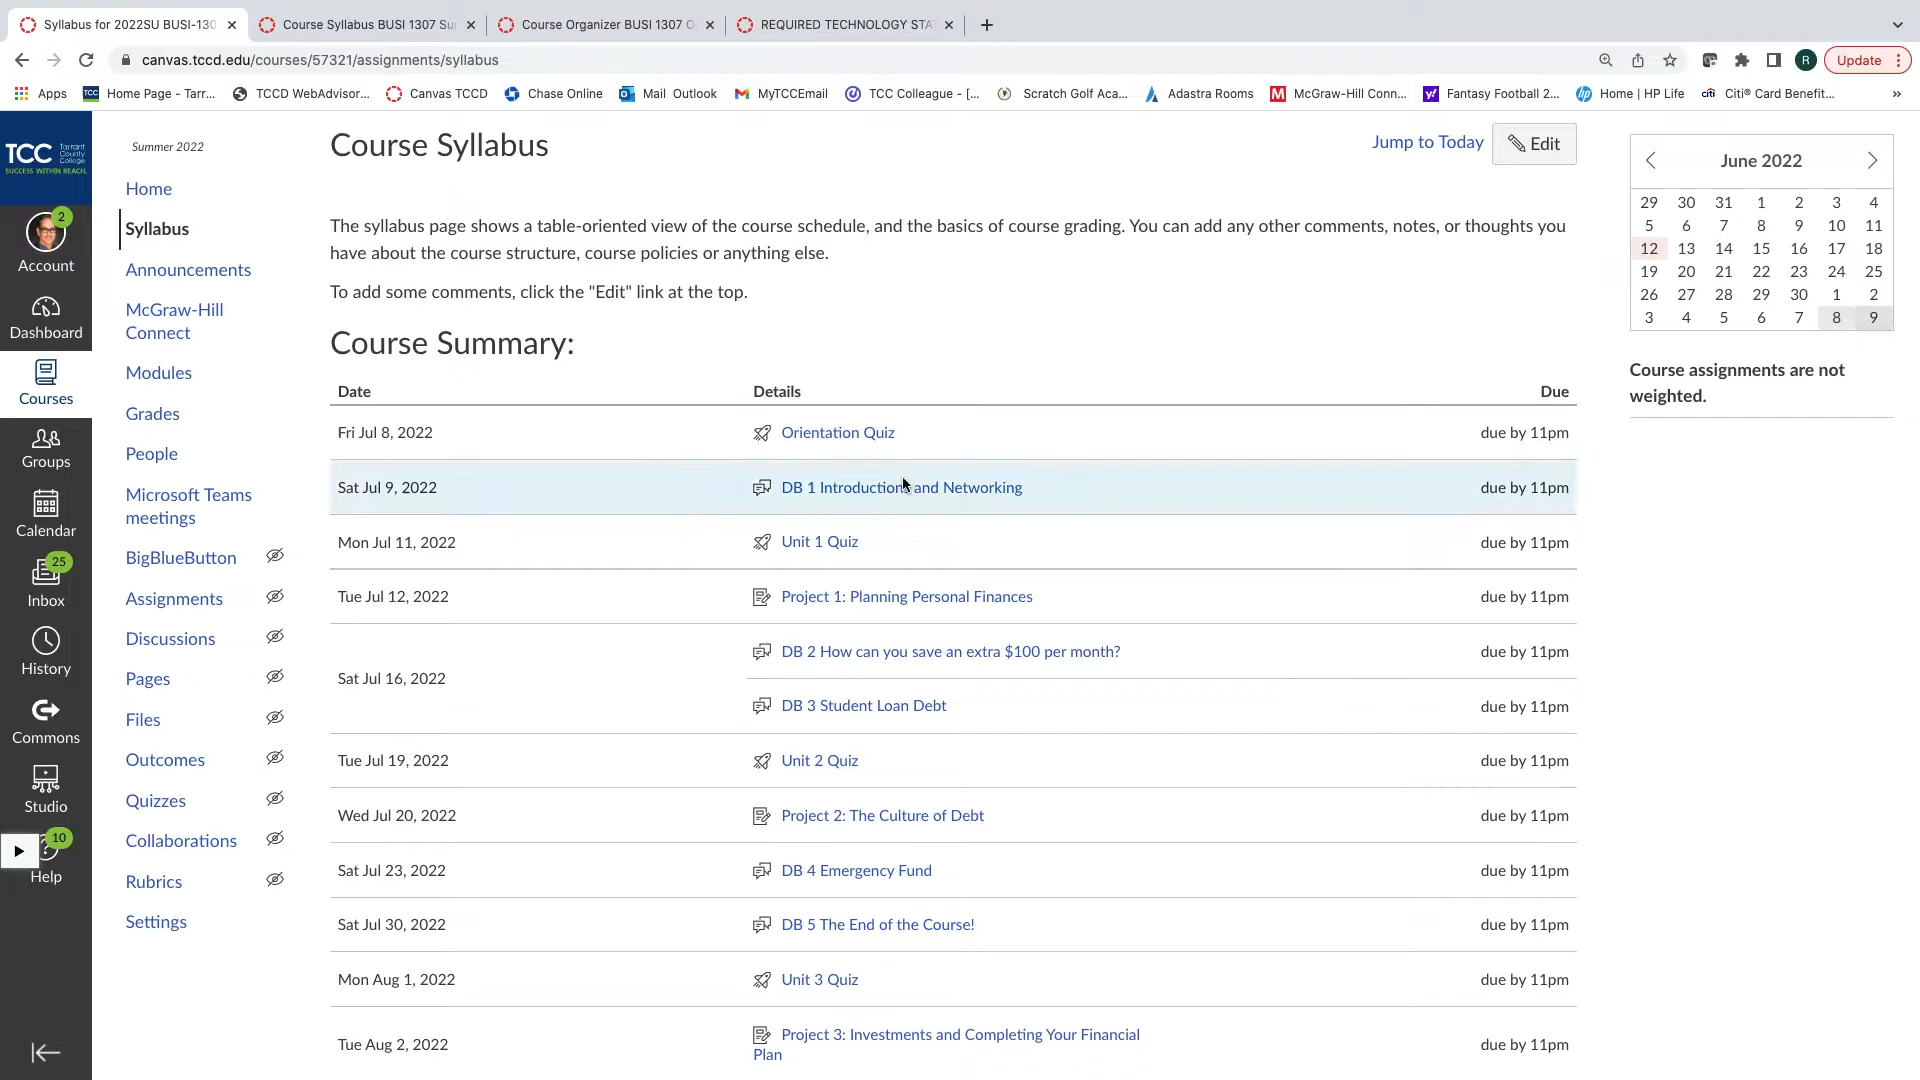 Syllabus for 2022SU BUSI-130
Course Syllabus BUSI 1307 Su
Course Organizer BUSI 1307 O
REQUIRED TECHNOLOGY STA
canvas.tccd.edu/courses/57321/assignments/syllabus
R
Update
Apps
TCC
Home Page - Tarr...
TCCD WebAdvisor...
Canvas TCCD
Chase Online
Mail Outlook
MyTCCEmail
TCC Colleague - [...
Scratch Golf Aca...
Adastra Rooms
McGraw-Hill Conn...
Fantasy Football 2...
Home | HP Life
citi
Citi® Card Benefit...
»
TCC Tarrant County College
SUCCESS WITHIN REACH.
2
Account
Dashboard
Courses
Groups
Calendar
25
Inbox
History
Commons
Studio
10
Help
Summer 2022
Home
Syllabus
Announcements
McGraw-Hill
Connect
Modules
Grades
People
Microsoft Teams
meetings
BigBlueButton
Assignments
Discussions
Pages
Files
Outcomes
Quizzes
Collaborations
Rubrics
Settings
Course Syllabus
Jump to Today
Edit
The syllabus page shows a table-oriented view of the course schedule, and the basics of course grading. You can add any other comments, notes, or thoughts you
have about the course structure, course policies or anything else.
To add some comments, click the "Edit" link at the top.
Course Summary:
Date Details Due
Fri Jul 8, 2022 Orientation Quiz due by 11pm
Sat Jul 9, 2022 DB 1 Introductions and Networking due by 11pm
Mon Jul 11, 2022 Unit 1 Quiz due by 11pm
Tue Jul 12, 2022 Project 1: Planning Personal Finances due by 11pm
DB 2 How can you save an extra $100 per month? due by 11pm
Sat Jul 16, 2022
DB 3 Student Loan Debt due by 11pm
Tue Jul 19, 2022 Unit 2 Quiz due by 11pm
Wed Jul 20, 2022 Project 2: The Culture of Debt due by 11pm
Sat Jul 23, 2022 DB 4 Emergency Fund due by 11pm
Sat Jul 30, 2022 DB 5 The End of the Course! due by 11pm
Mon Aug 1, 2022 Unit 3 Quiz due by 11pm
Project 3: Investments and Completing Your Financial
Tue Aug 2, 2022 due by 11pm
Plan
June 2022
29 30 31 1 2 3 4
5 6 7 8 9 10 11
12 13 14 15 16 17 18
19 20 21 22 23 24 25
26 27 28 29 30 1 2
3 4 5 6 7 8 9
Course assignments are not
weighted.